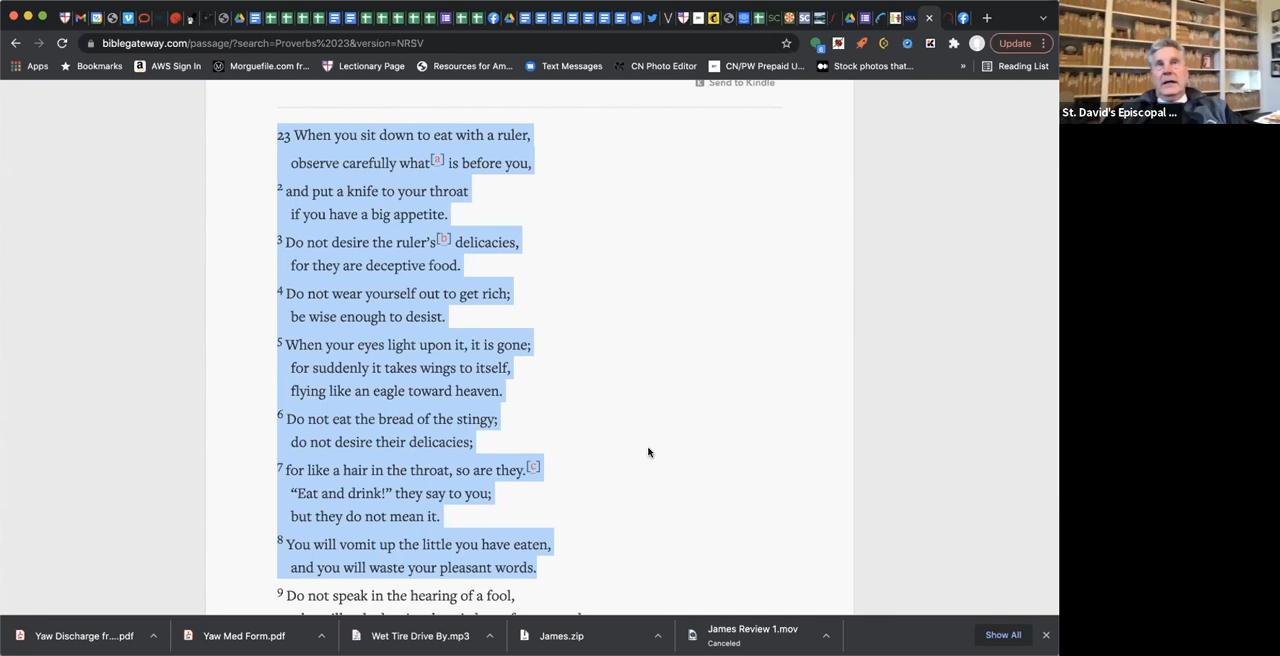 biblegateway.com/passage/?search=Proverbs%2023&version=NRSV
Update
Apps
Bookmarks
AWS Sign In
Morguefile.com fr...
Lectionary Page
Resources for Am...
Text Messages
CN Photo Editor
CN/PW Prepaid U...
Stock photos that...
»
Reading List
Send to Kindle
St. David's Episcopal ...
23 When you sit down to eat with a ruler,
observe carefully what[a] is before you,
2 and put a knife to your throat
if you have a big appetite.
3 Do not desire the ruler’s[b] delicacies,
for they are deceptive food.
4 Do not wear yourself out to get rich;
be wise enough to desist.
5 When your eyes light upon it, it is gone;
for suddenly it takes wings to itself,
flying like an eagle toward heaven.
6 Do not eat the bread of the stingy;
do not desire their delicacies;
7 for like a hair in the throat, so are they.[c]
“Eat and drink!” they say to you;
but they do not mean it.
8 You will vomit up the little you have eaten,
and you will waste your pleasant words.
9 Do not speak in the hearing of a fool,
Yaw Discharge fr....pdf
Yaw Med Form.pdf
Wet Tire Drive By.mp3
James.zip
James Review 1.mov
Canceled
Show All